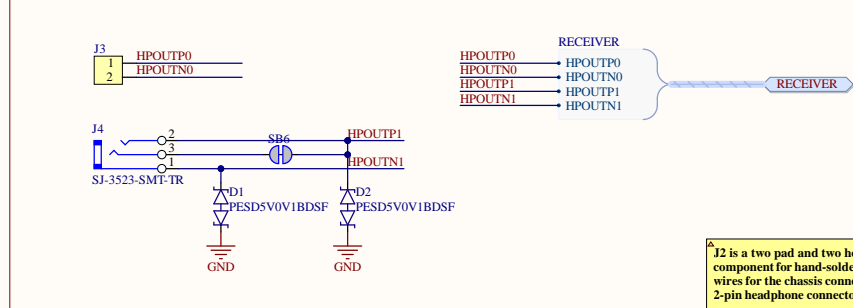 J3
1 HPOUTP0
2 HPOUTN0
RECEIVER
HPOUTP0 HPOUTP0
HPOUTN0 HPOUTN0
HPOUTP1 HPOUTP1
HPOUTN1 HPOUTN1
RECEIVER
J4
2 HPOUTP1
SB6
3
1 HPOUTN1
SJ-3523-SMT-TR
D1
PESD5V0V1BDSF
D2
PESD5V0V1BDSF
GND
GND
J2 is a two pad and two
component for hand-solde
wires for the chassis conn
2-pin headphone connecto